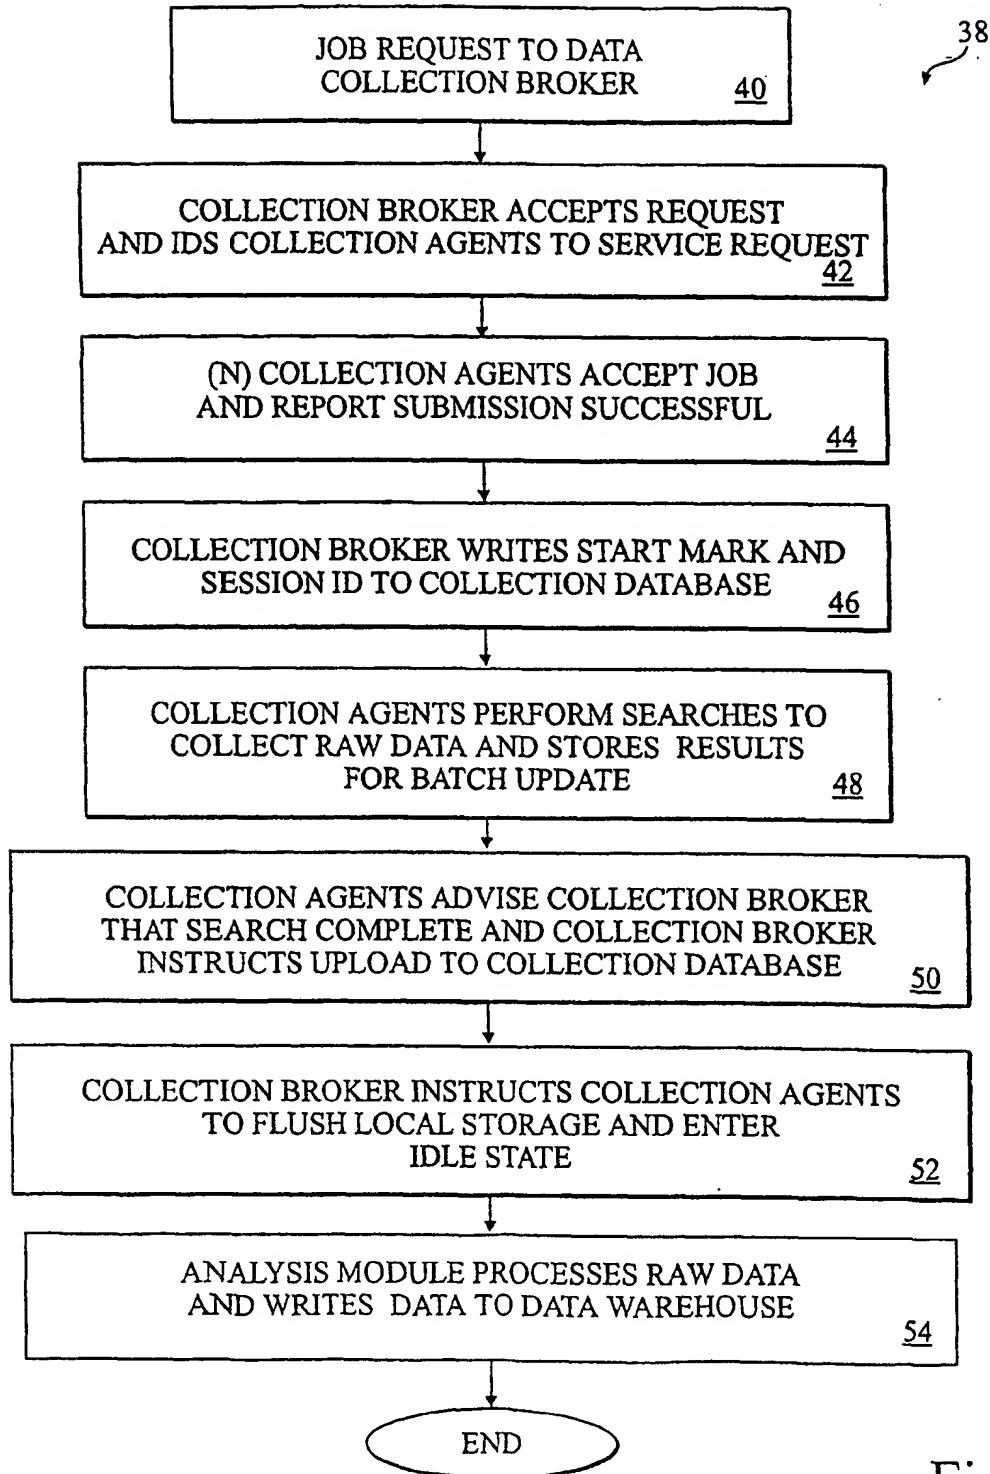 38
JOB REQUEST TO DATA
COLLECTION BROKER
40
COLLECTION BROKER ACCEPTS REQUEST
AND IDS COLLECTION AGENTS TO SERVICE REQUEST
42
(N) COLLECTION AGENTS ACCEPT JOB
AND REPORT SUBMISSION SUCCESSFUL
44
COLLECTION BROKER WRITES START MARK AND
SESSION ID TO COLLECTION DATABASE
46
COLLECTION AGENTS PERFORM SEARCHES TO
COLLECT RAW DATA AND STORES RESULTS
FOR BATCH UPDATE
48
COLLECTION AGENTS ADVISE COLLECTION BROKER
THAT SEARCH COMPLETE AND COLLECTION BROKER
INSTRUCTS UPLOAD TO COLLECTION DATABASE
50
COLLECTION BROKER INSTRUCTS COLLECTION AGENTS
TO FLUSH LOCAL STORAGE AND ENTER
IDLE STATE
52
ANALYSIS MODULE PROCESSES RAW DATA
AND WRITES DATA TO DATA WAREHOUSE
54
END